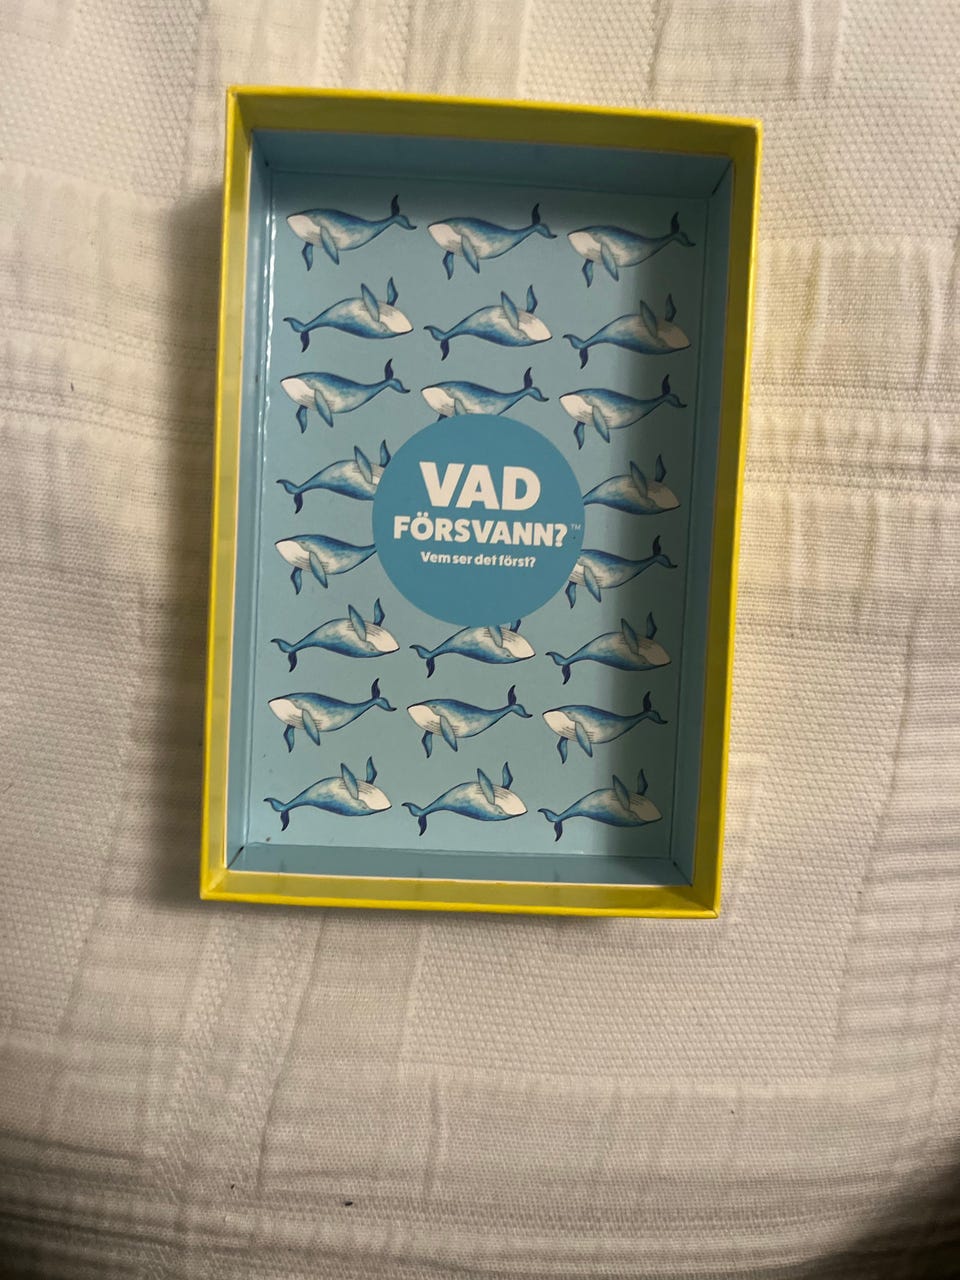 VAD
FÖRSVANN?™
Vem ser det först?